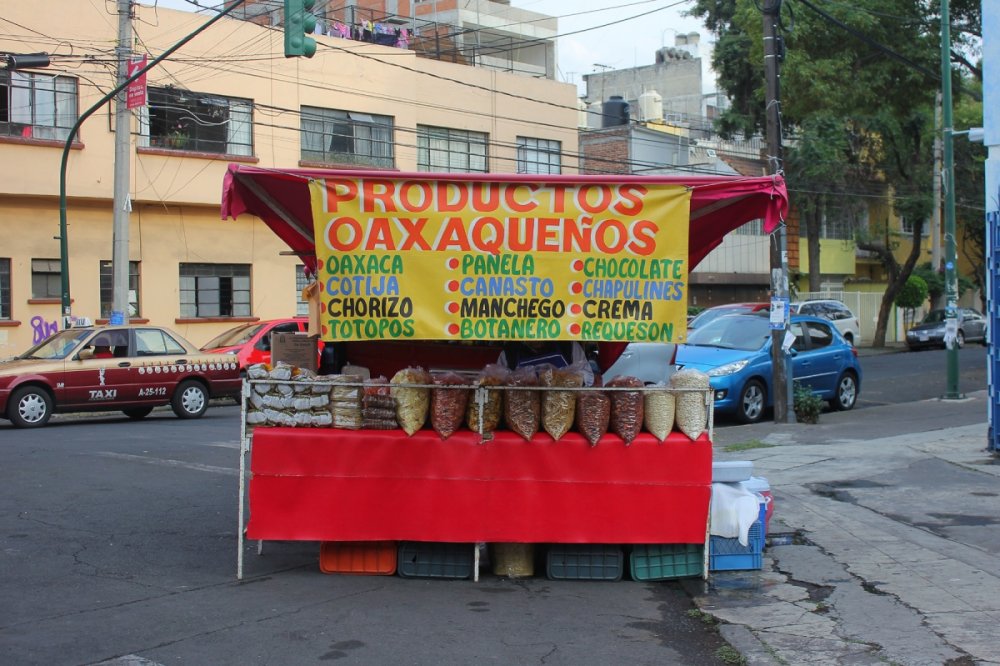 PRODUCTOS
OAXAQUEÑOS
OAXACA PANELA CHOCOLATE
COTIJA CANASTO CHAPULINES
CHORIZO MANCHEGO CREMA
TOTOPOS BOTANERO REQUESON
TAXI
A-25-112